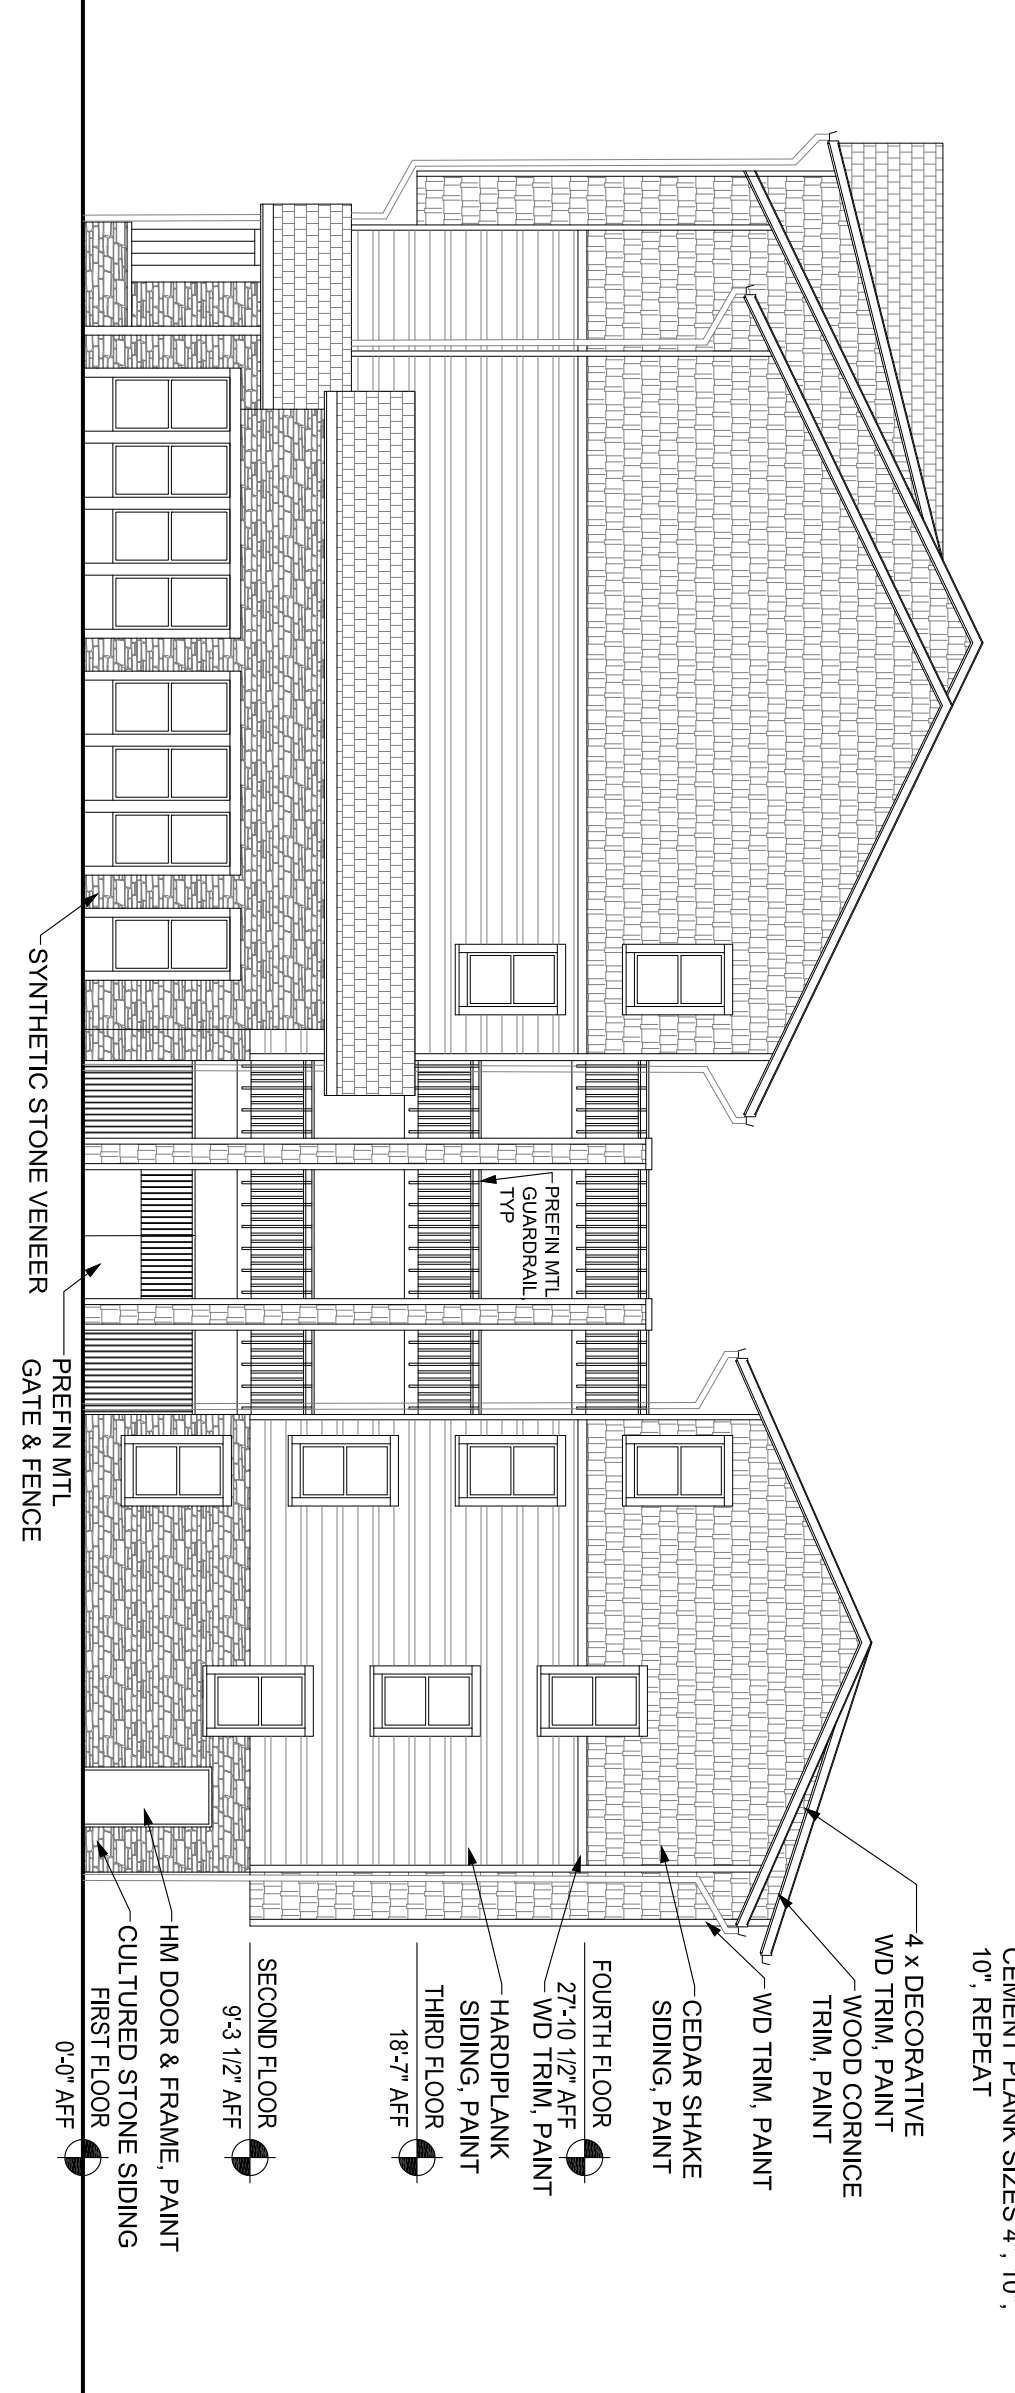 CEMENT PLANK SIZES 4", 10",
10", REPEAT
4 x DECORATIVE
WD TRIM, PAINT
WOOD CORNICE
TRIM, PAINT
WD TRIM, PAINT
CEDAR SHAKE
SIDING, PAINT
FOURTH FLOOR
27'-10 1/2" AFF
WD TRIM, PAINT
HARDIPLANK
SIDING, PAINT
THIRD FLOOR
18'-7" AFF
SECOND FLOOR
9'-3 1/2" AFF
HM DOOR & FRAME, PAINT
CULTURED STONE SIDING
FIRST FLOOR
0'-0" AFF
PREFIN MTL
GUARDRAIL,
TYP
SYNTHETIC STONE VENEER
PREFIN MTL
GATE & FENCE